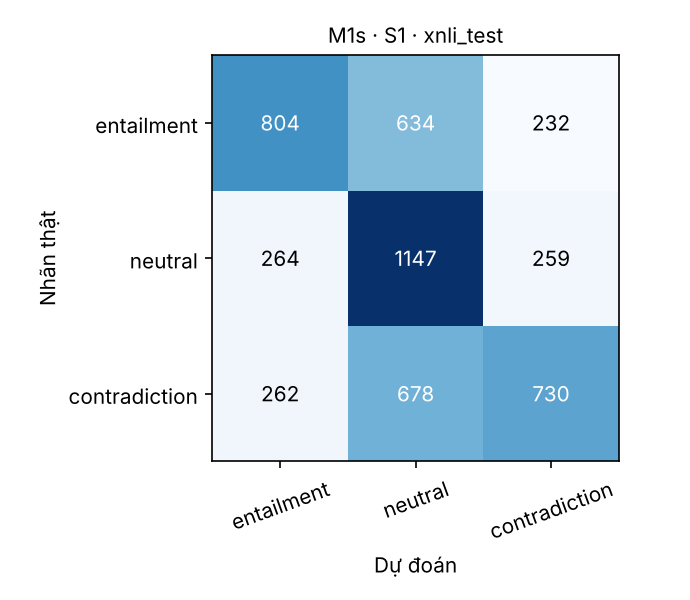 M1s · S1 · xnli_test
entailment 804 634 232
neutral 264 1147 259
contradiction 262 678 730
Nhãn thật
entailment neutral contradiction
Dự đoán